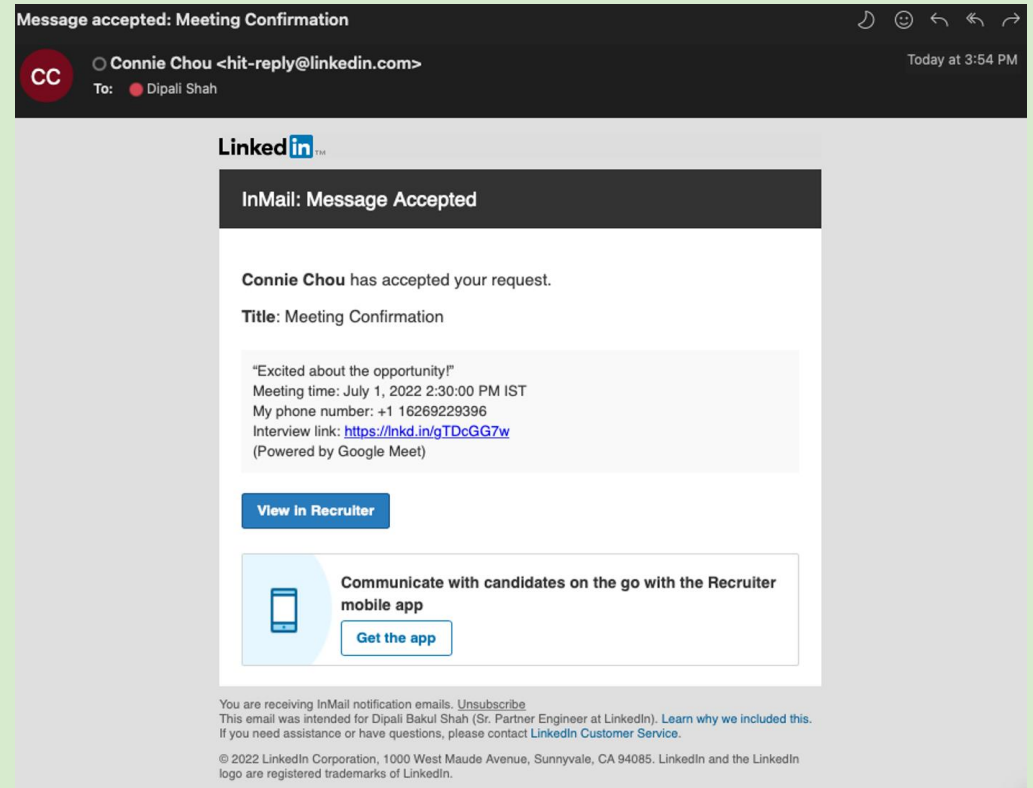 Message accepted: Meeting Confirmation
CC
Connie Chou <hit-reply@linkedin.com>
Today at 3:54 PM
To: Dipali Shah
Linked in TM
InMail: Message Accepted
Connie Chou has accepted your request.
Title: Meeting Confirmation
“Excited about the opportunity!”
Meeting time: July 1, 2022 2:30:00 PM IST
My phone number: +1 16269229396
Interview link: https://lnkd.in/gTDcGG7w
(Powered by Google Meet)
View in Recruiter
Communicate with candidates on the go with the Recruiter
mobile app
Get the app
You are receiving InMail notification emails. Unsubscribe
This email was intended for Dipali Bakul Shah (Sr. Partner Engineer at LinkedIn). Learn why we included this.
If you need assistance or have questions, please contact LinkedIn Customer Service.
© 2022 LinkedIn Corporation, 1000 West Maude Avenue, Sunnyvale, CA 94085. LinkedIn and the LinkedIn
logo are registered trademarks of LinkedIn.